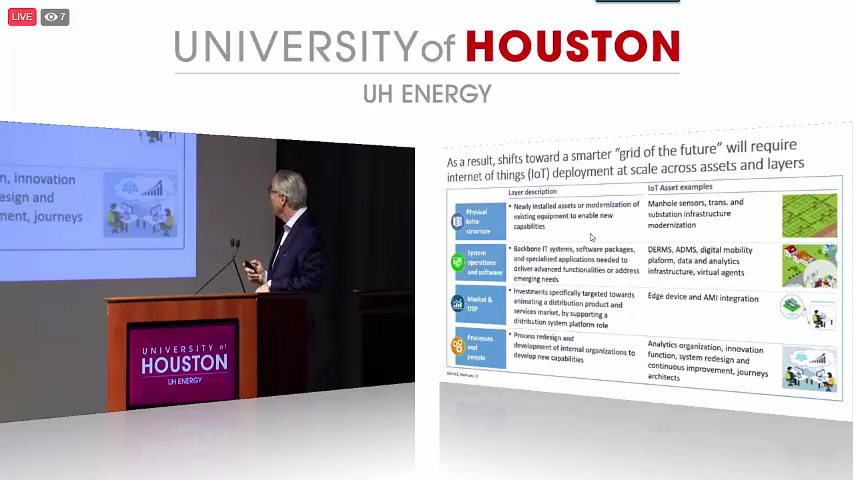 LIVE
7
UNIVERSITY of HOUSTON
UH ENERGY
n, innovation
design and
ment, journeys
UNIVERSITY of
HOUSTON
UH ENERGY
As a result, shifts toward a smarter "grid of the future" will require
internet of things (IoT) deployment at scale across assets and layers
Layer description
IoT Asset examples
Physical
infra-
structure
• Newly installed assets or modernization of
existing equipment to enable new
capabilities
Manhole sensors, trans. and
substation infrastructure
modernization
System
operations
and software
• Backbone IT systems, software packages,
and specialized applications needed to
deliver advanced functionalities or address
emerging needs
DERMS, ADMS, digital mobility
plaform, data and analytics
infrastructure, virtual agents
Market &
DSP
• Investments specifically targeted towards
animating a distribution product and
services market, by supporting a
distribution system platform role
Edge device and AMI integration
Processes
and
people
• Process redesign and
development of internal organizations to
develop new capabilities
Analytics organization, innovation
function, system redesign and
continuous improvement, journeys
architects